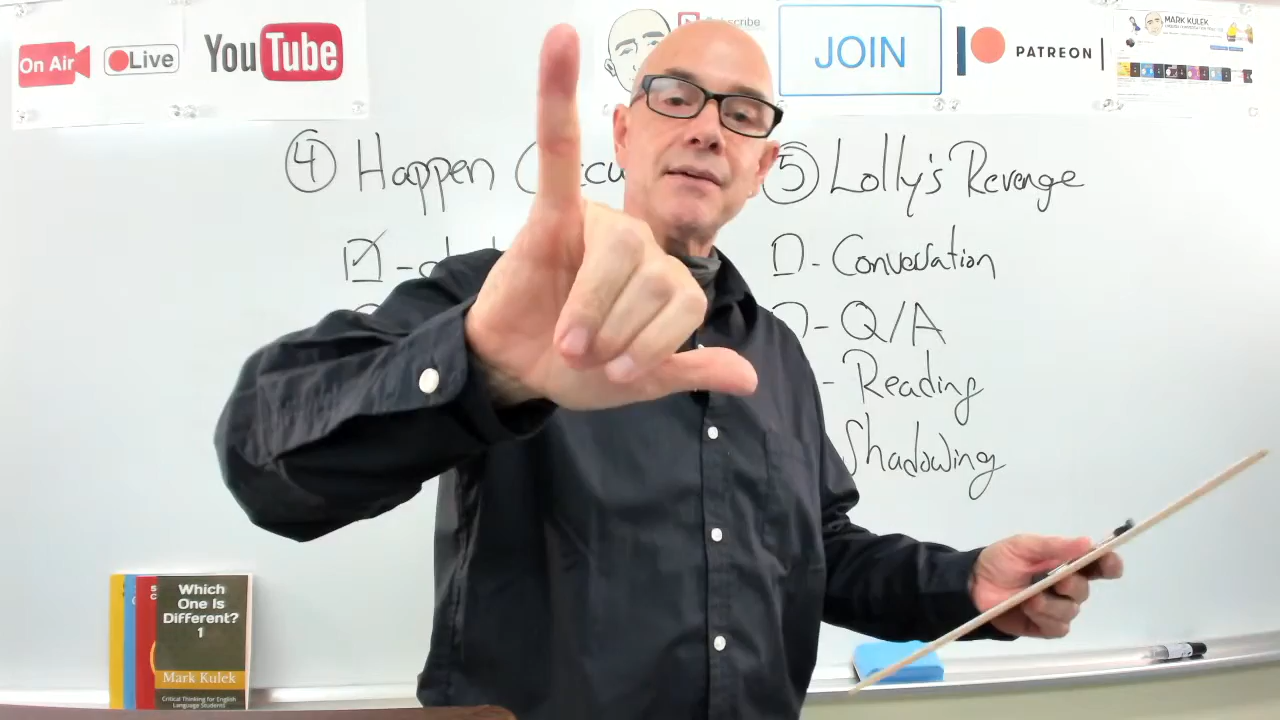 On Air
Live
YouTube
Subscribe
JOIN
PATREON
MARK KULEK
④ Happen
⑤ Lolly's Revenge
- Conversation
- Q/A
- Reading
Shadowing
Which
One Is
Different?
1
Mark Kulek
Critical Thinking for English
Language Students